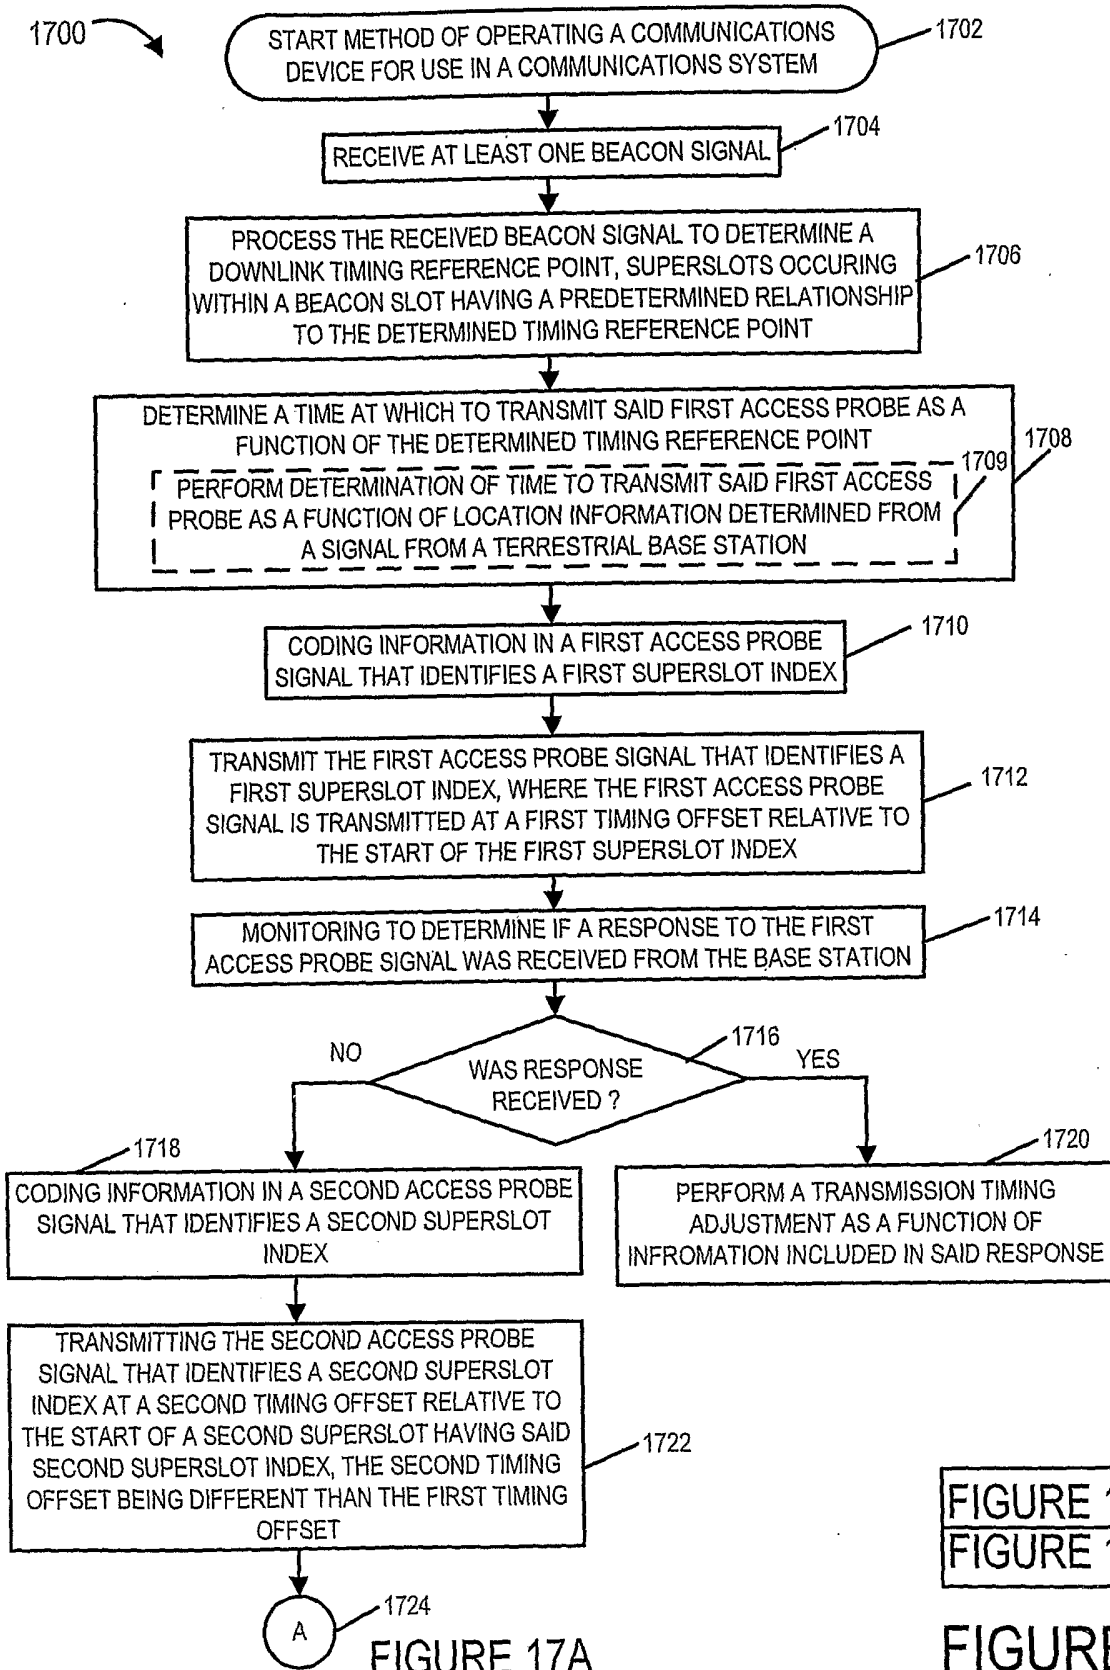 1700
START METHOD OF OPERATING A COMMUNICATIONS
DEVICE FOR USE IN A COMMUNICATIONS SYSTEM
1702
1704
RECEIVE AT LEAST ONE BEACON SIGNAL
PROCESS THE RECEIVED BEACON SIGNAL TO DETERMINE A
DOWNLINK TIMING REFERENCE POINT, SUPERSLOTS OCCURING
WITHIN A BEACON SLOT HAVING A PREDETERMINED RELATIONSHIP
TO THE DETERMINED TIMING REFERENCE POINT
1706
DETERMINE A TIME AT WHICH TO TRANSMIT SAID FIRST ACCESS PROBE AS A
FUNCTION OF THE DETERMINED TIMING REFERENCE POINT
1708
1709
PERFORM DETERMINATION OF TIME TO TRANSMIT SAID FIRST ACCESS
PROBE AS A FUNCTION OF LOCATION INFORMATION DETERMINED FROM
A SIGNAL FROM A TERRESTRIAL BASE STATION
CODING INFORMATION IN A FIRST ACCESS PROBE
SIGNAL THAT IDENTIFIES A FIRST SUPERSLOT INDEX
1710
TRANSMIT THE FIRST ACCESS PROBE SIGNAL THAT IDENTIFIES A
FIRST SUPERSLOT INDEX, WHERE THE FIRST ACCESS PROBE
SIGNAL IS TRANSMITTED AT A FIRST TIMING OFFSET RELATIVE TO
THE START OF THE FIRST SUPERSLOT INDEX
1712
MONITORING TO DETERMINE IF A RESPONSE TO THE FIRST
ACCESS PROBE SIGNAL WAS RECEIVED FROM THE BASE STATION
1714
1716
NO
YES
WAS RESPONSE
RECEIVED ?
1718
CODING INFORMATION IN A SECOND ACCESS PROBE
SIGNAL THAT IDENTIFIES A SECOND SUPERSLOT
INDEX
1720
PERFORM A TRANSMISSION TIMING
ADJUSTMENT AS A FUNCTION OF
INFROMATION INCLUDED IN SAID RESPONSE
TRANSMITTING THE SECOND ACCESS PROBE
SIGNAL THAT IDENTIFIES A SECOND SUPERSLOT
INDEX AT A SECOND TIMING OFFSET RELATIVE TO
THE START OF A SECOND SUPERSLOT HAVING SAID
SECOND SUPERSLOT INDEX, THE SECOND TIMING
OFFSET BEING DIFFERENT THAN THE FIRST TIMING
OFFSET
1722
A
1724
FIGURE 17A
FIGURE 1
FIGURE 1
FIGURE